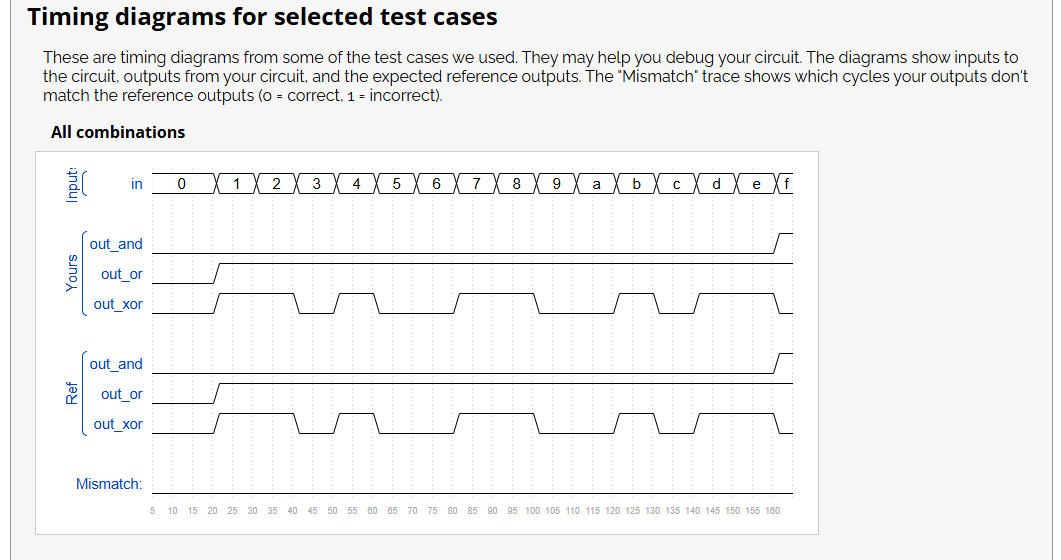 Timing diagrams for selected test cases
These are timing diagrams from some of the test cases we used. They may help you debug your circuit. The diagrams show inputs to
the circuit, outputs from your circuit, and the expected reference outputs. The "Mismatch" trace shows which cycles your outputs don't
match the reference outputs (0 = correct, 1 = incorrect).
All combinations
Inputs
in 0 1 2 3 4 5 6 7 8 9 a b c d e f
Yours
out_and
out_or
out_xor
Ref
out_and
out_or
out_xor
Mismatch:
5 10 15 20 25 30 35 40 45 50 55 60 65 70 75 80 85 90 95 100 105 110 115 120 125 130 135 140 145 150 155 160